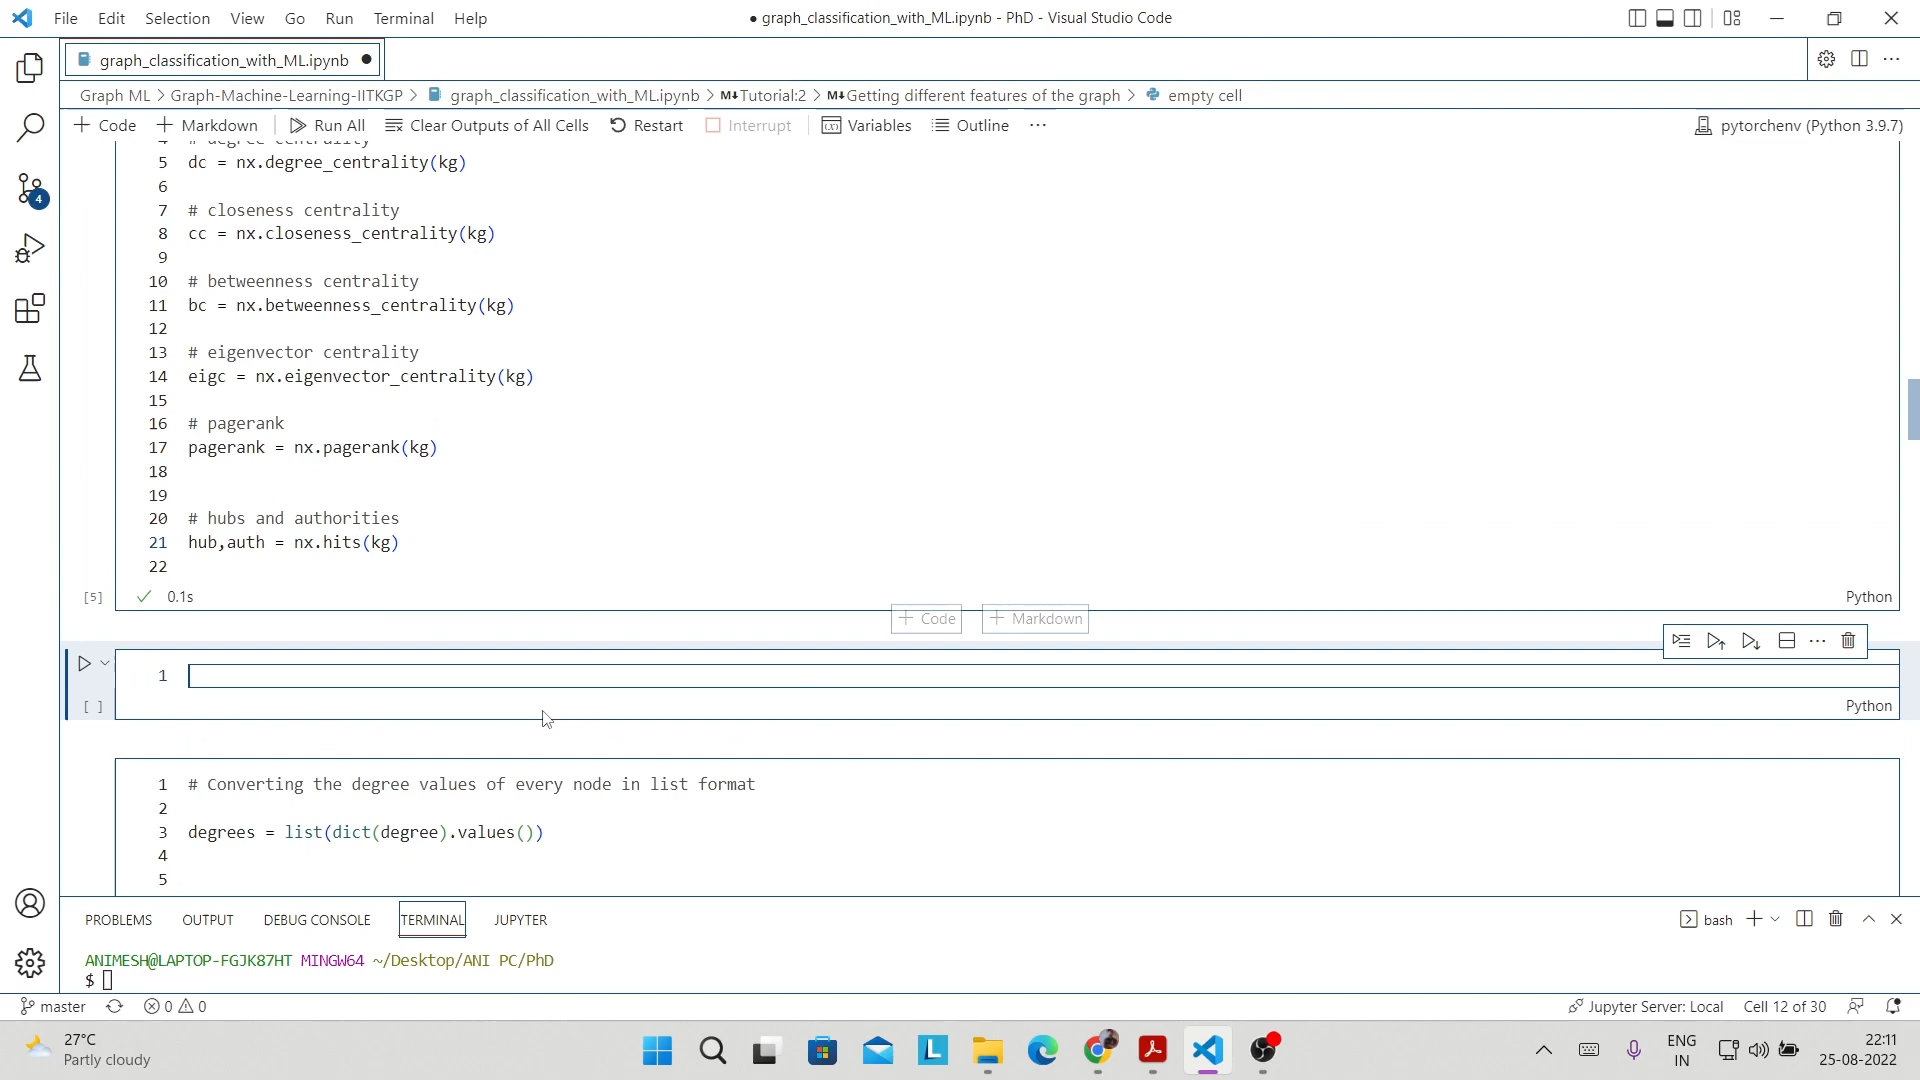 File Edit Selection View Go Run Terminal Help
● graph_classification_with_ML.ipynb - PhD - Visual Studio Code
graph_classification_with_ML.ipynb ●
Graph ML > Graph-Machine-Learning-IITKGP > graph_classification_with_ML.ipynb > M↓Tutorial:2 > M↓Getting different features of the graph > empty cell
+ Code + Markdown Run All Clear Outputs of All Cells Restart Interrupt Variables Outline ...
pytorchenv (Python 3.9.7)
4 # degree centrality
5 dc = nx.degree_centrality(kg)
6
7 # closeness centrality
8 cc = nx.closeness_centrality(kg)
9
10 # betweenness centrality
11 bc = nx.betweenness_centrality(kg)
12
13 # eigenvector centrality
14 eigc = nx.eigenvector_centrality(kg)
15
16 # pagerank
17 pagerank = nx.pagerank(kg)
18
19
20 # hubs and authorities
21 hub,auth = nx.hits(kg)
22
[5] ✓ 0.1s Python
+ Code + Markdown
1
[ ] Python
1 # Converting the degree values of every node in list format
2
3 degrees = list(dict(degree).values())
4
5
PROBLEMS OUTPUT DEBUG CONSOLE TERMINAL JUPYTER
bash
ANIMESH@LAPTOP-FGJK87HT MINGW64 ~/Desktop/ANI PC/PhD
$
master 0 0
Jupyter Server: Local Cell 12 of 30
4
27°C
Partly cloudy
ENG
IN
22:11
25-08-2022